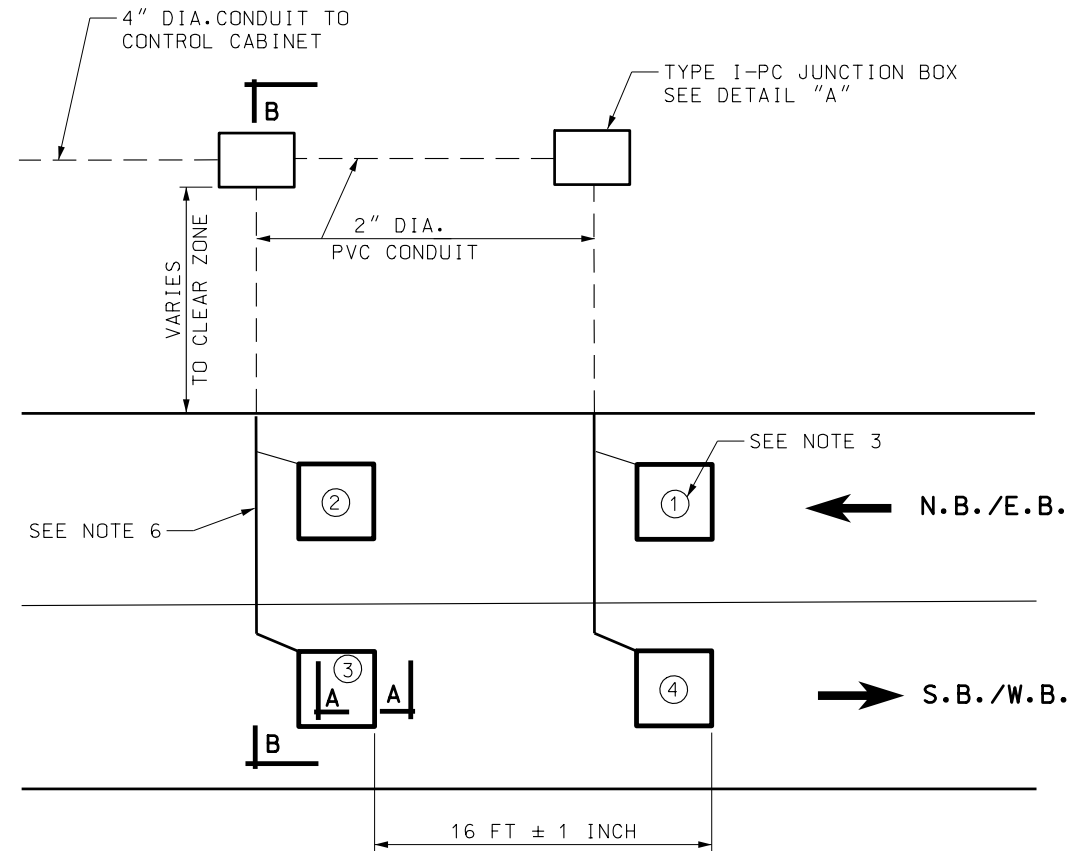 4" DIA.CONDUIT TO
CONTROL CABINET
TYPE I-PC JUNCTION BOX
SEE DETAIL "A"
B
2" DIA.
PVC CONDUIT
VARIES
TO CLEAR ZONE
SEE NOTE 3
2
1
N.B./E.B.
SEE NOTE 6
3
A
A
4
S.B./W.B.
B
16 FT ± 1 INCH